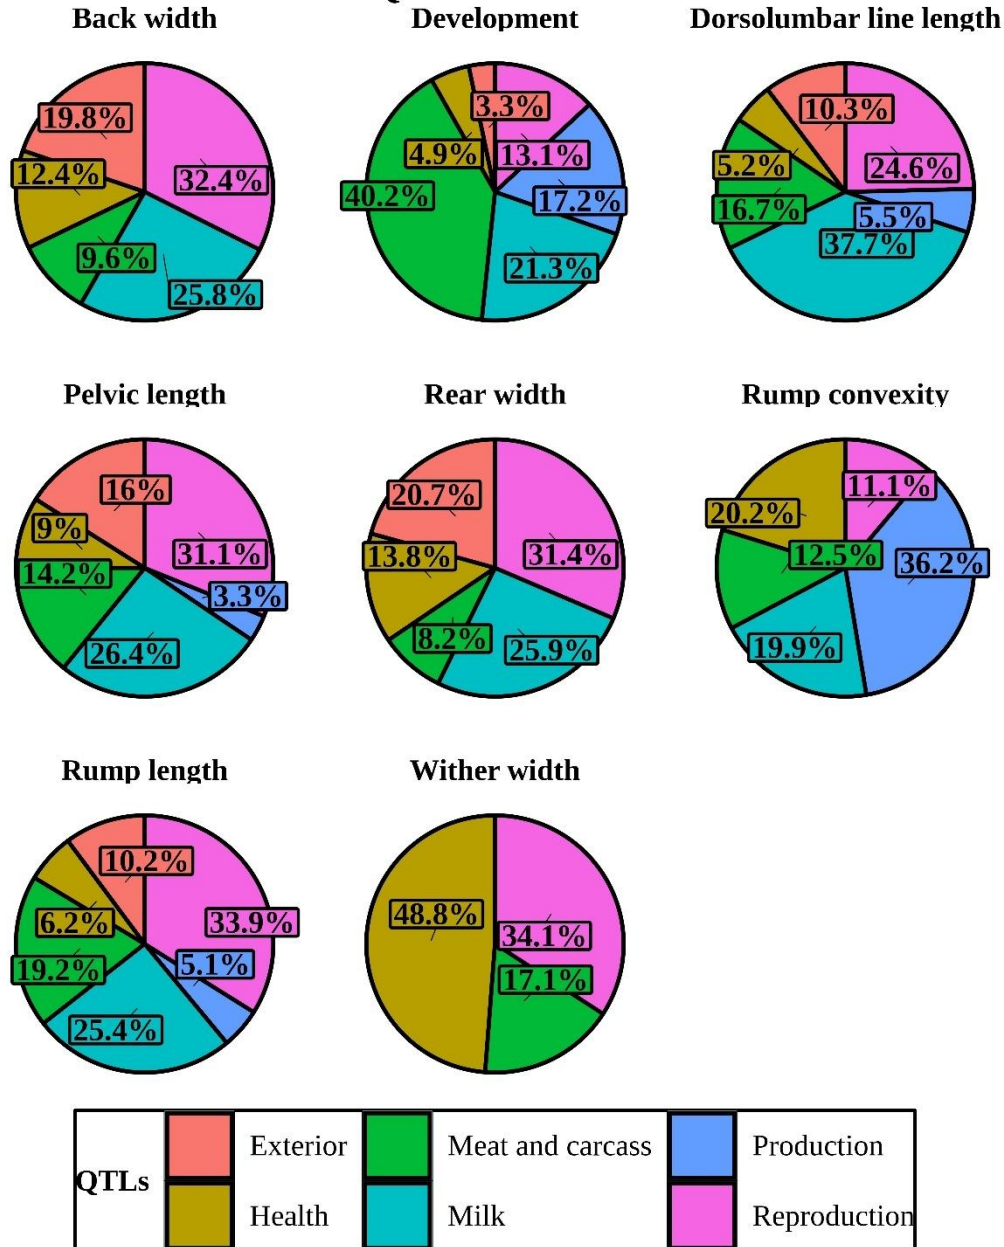 Back width
Development
Dorsolumbar line length
19.8%
12.4%
9.6%
25.8%
32.4%
3.3%
4.9%
40.2%
13.1%
17.2%
21.3%
10.3%
5.2%
16.7%
24.6%
5.5%
37.7%
Pelvic length
Rear width
Rump convexity
16%
9%
14.2%
26.4%
31.1%
3.3%
20.7%
13.8%
8.2%
25.9%
31.4%
11.1%
20.2%
12.5%
36.2%
19.9%
Rump length
Wither width
10.2%
6.2%
19.2%
25.4%
33.9%
5.1%
48.8%
34.1%
17.1%
QTLs
Exterior
Meat and carcass
Production
Health
Milk
Reproduction